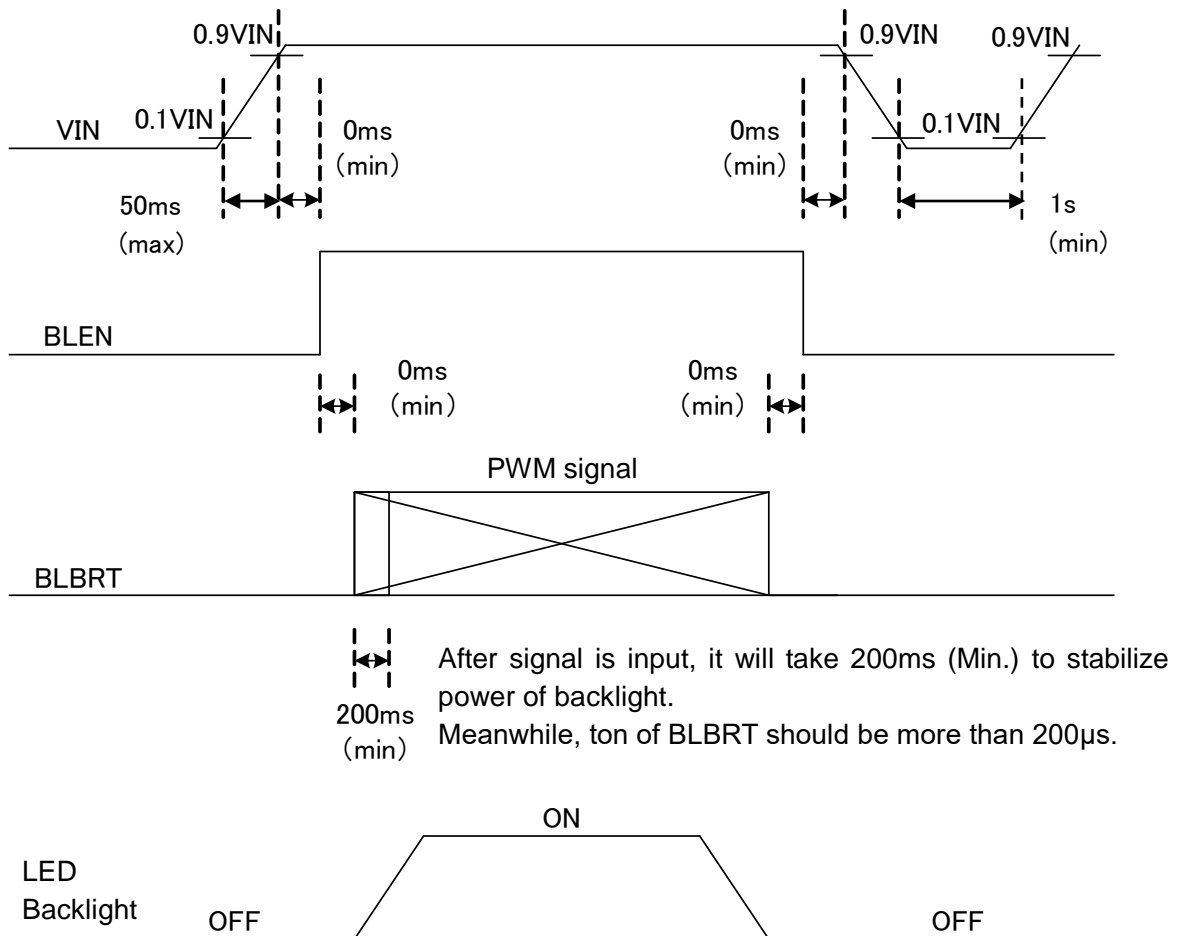 0.9VIN
0.9VIN
0.9VIN
VIN
0.1VIN
0ms
（min）
0ms
（min）
0.1VIN
50ms
（max）
1s
（min）
BLEN
0ms
（min）
0ms
（min）
PWM signal
BLBRT
200ms
（min）
After signal is input, it will take 200ms (Min.) to stabilize
power of backlight.
Meanwhile, ton of BLBRT should be more than 200μs.
ON
LED
Backlight
OFF
OFF